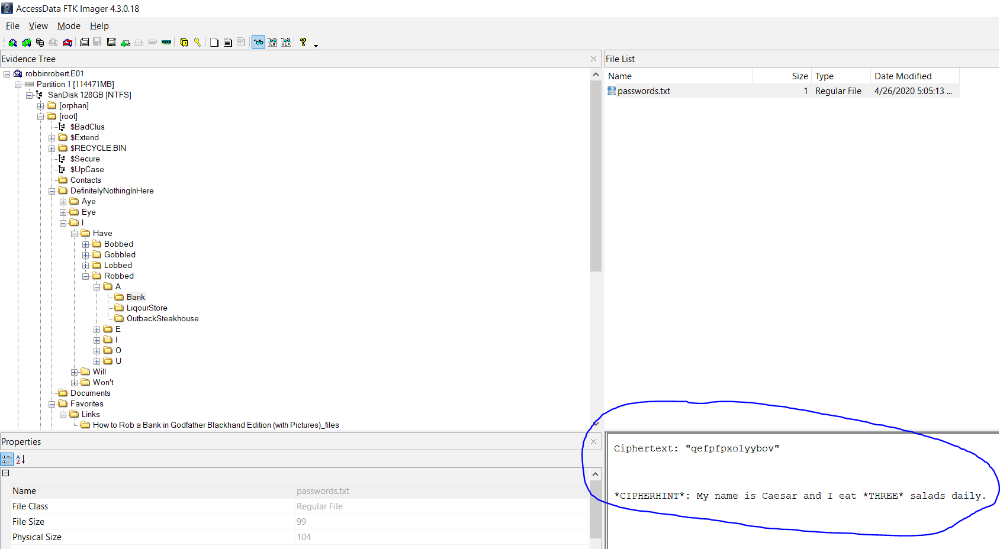 AccessData FTK Imager 4.3.0.18
File View Mode Help
TEXT HEX
Evidence Tree
robbinrobert.E01
Partition 1 [114471MB]
SanDisk 128GB [NTFS]
[orphan]
[root]
$BadClus
$Extend
$RECYCLE.BIN
$Secure
$UpCase
Contacts
DefinitelyNothingInHere
Aye
Eye
I
Have
Bobbed
Gobbled
Lobbed
Robbed
A
Bank
LiqourStore
OutbackSteakhouse
E
I
O
U
Will
Won't
Documents
Favorites
Links
How to Rob a Bank in Godfather Blackhand Edition (with Pictures)_files
File List
Name Size Type Date Modified
passwords.txt 1 Regular File 4/26/2020 5:05:13 ...
Properties
A
Z
Name passwords.txt
File Class Regular File
File Size 99
Physical Size 104
Ciphertext: "qefpfpxolyybov"
*CIPHERHINT*: My name is Caesar and I eat *THREE* salads daily.